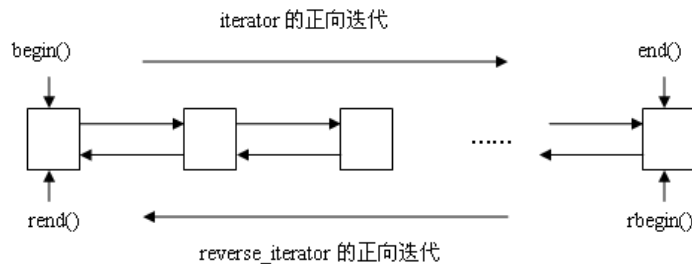 iterator 的正向迭代
begin()
end()
......
rend()
rbegin()
reverse_iterator 的正向迭代